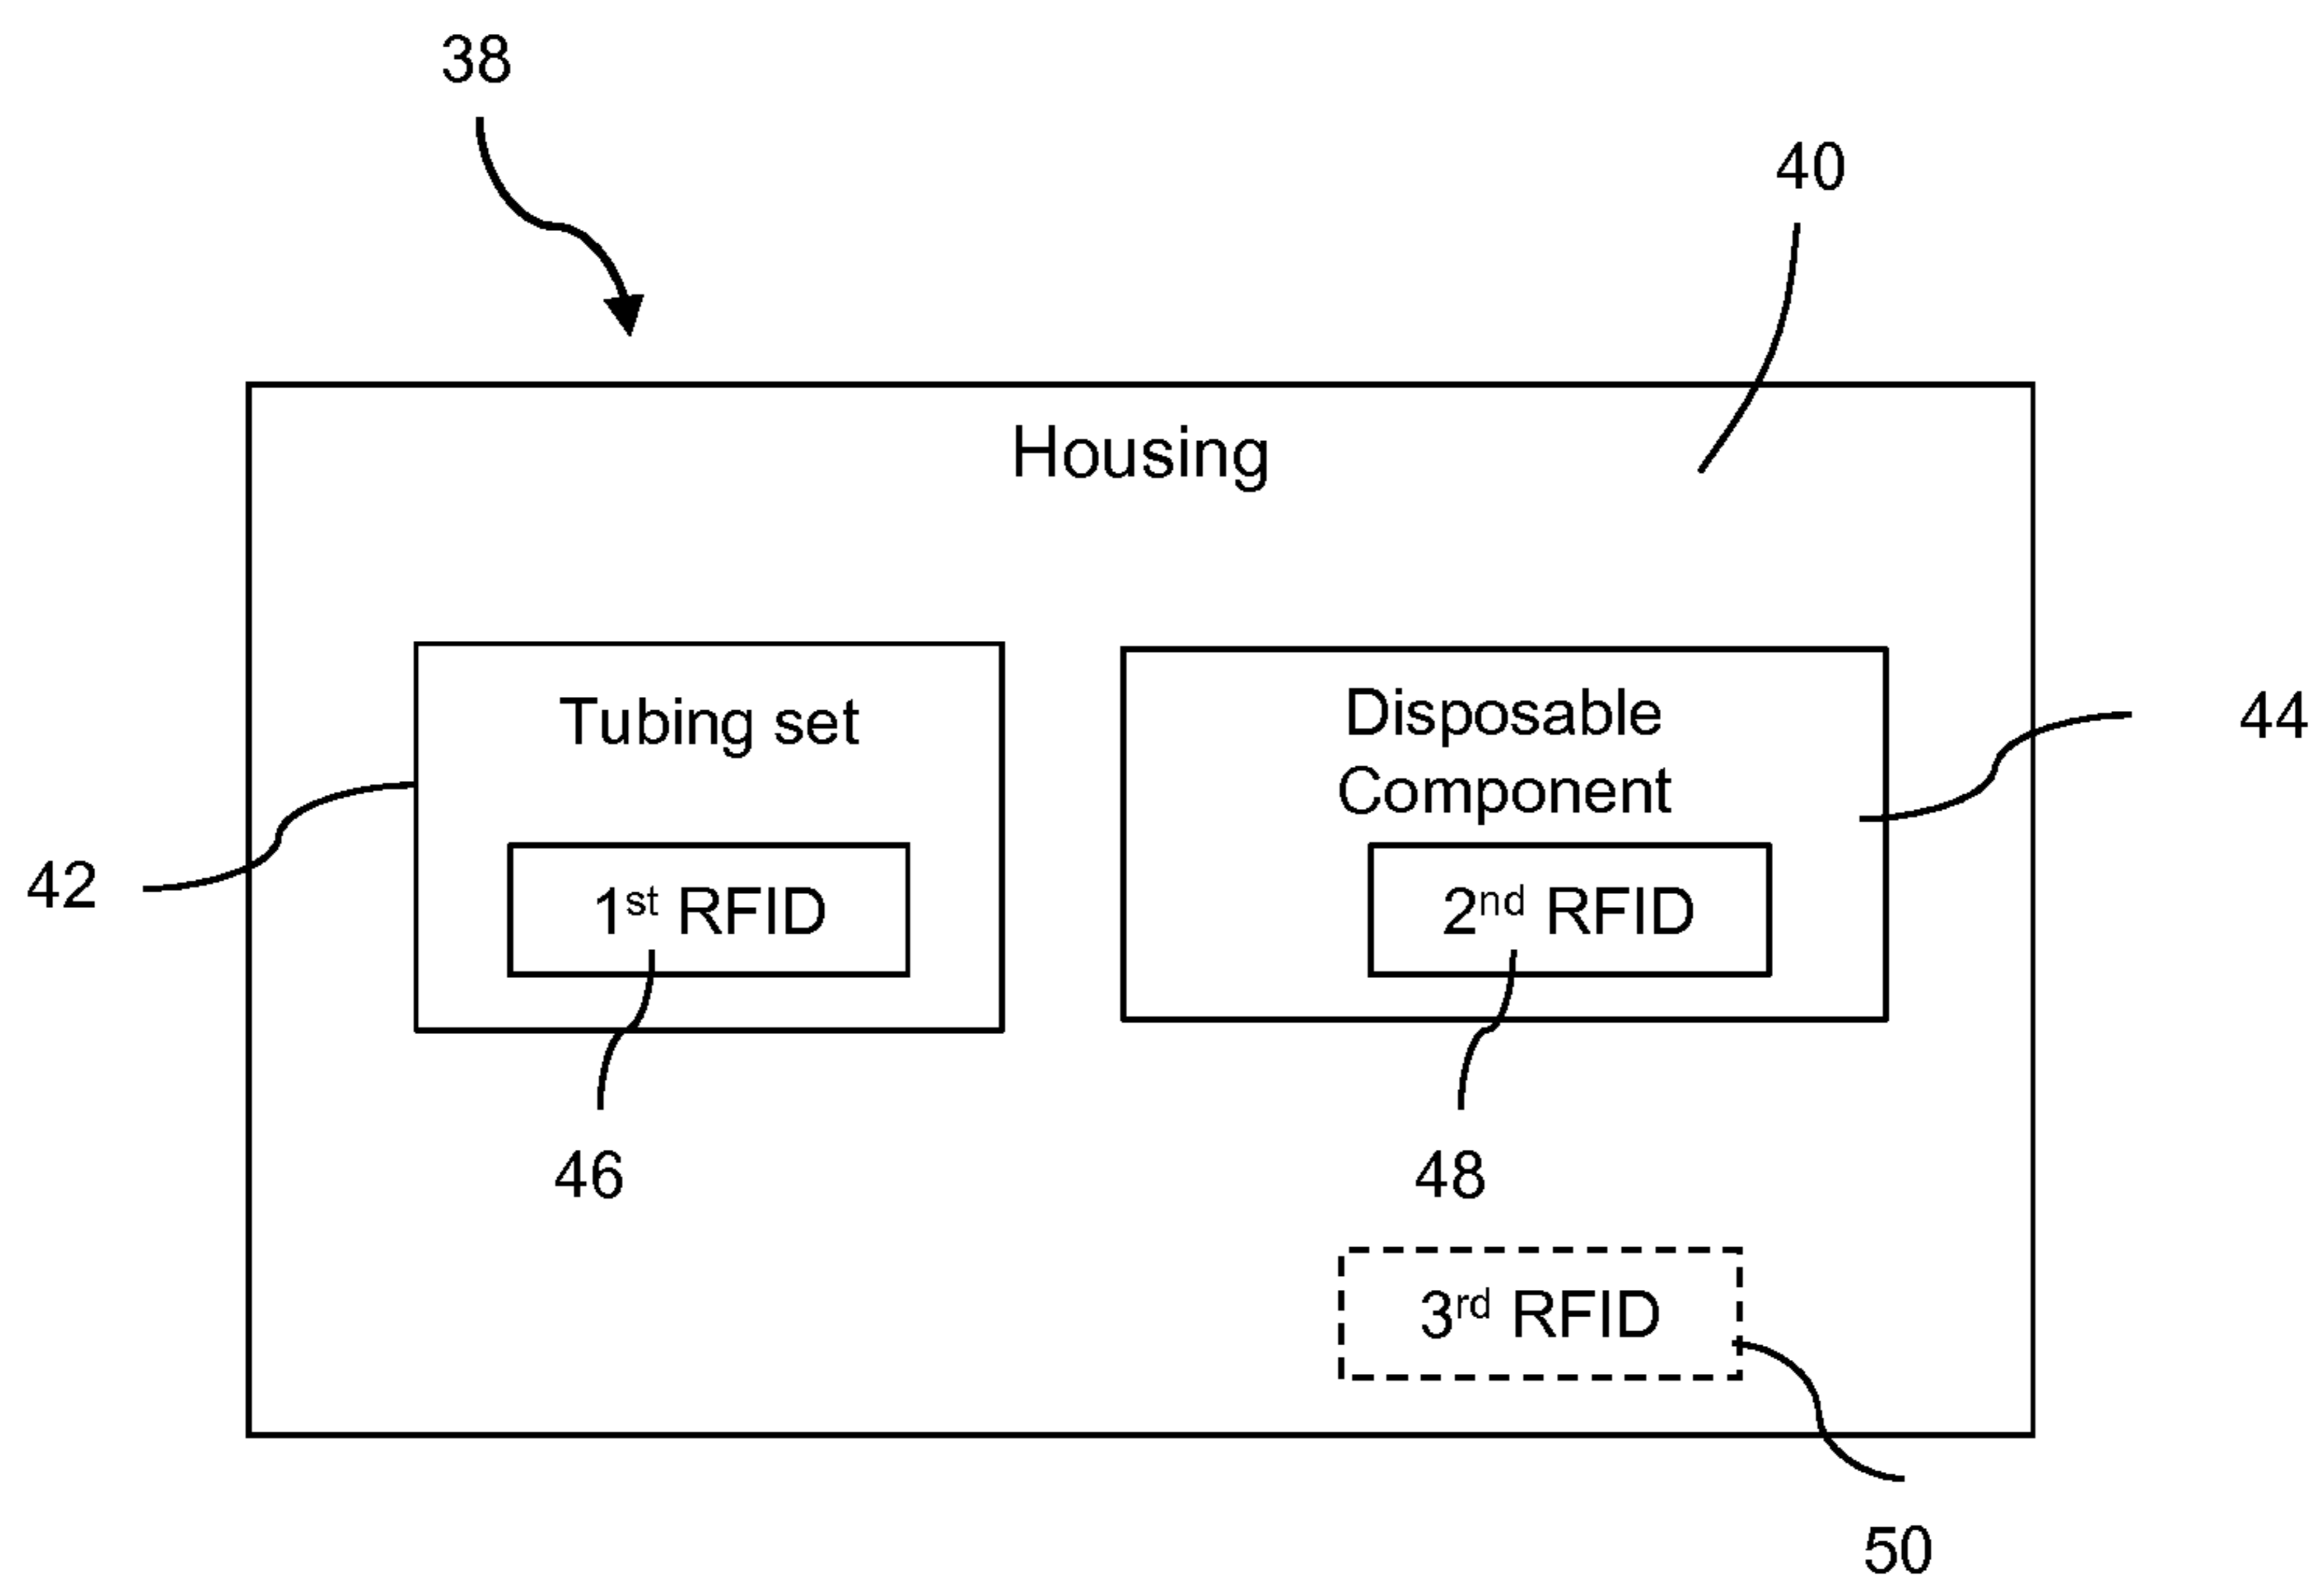 38
40
Housing
Tubing set
Disposable
Component
44
42
1st RFID
2nd RFID
46
48
3rd RFID
50